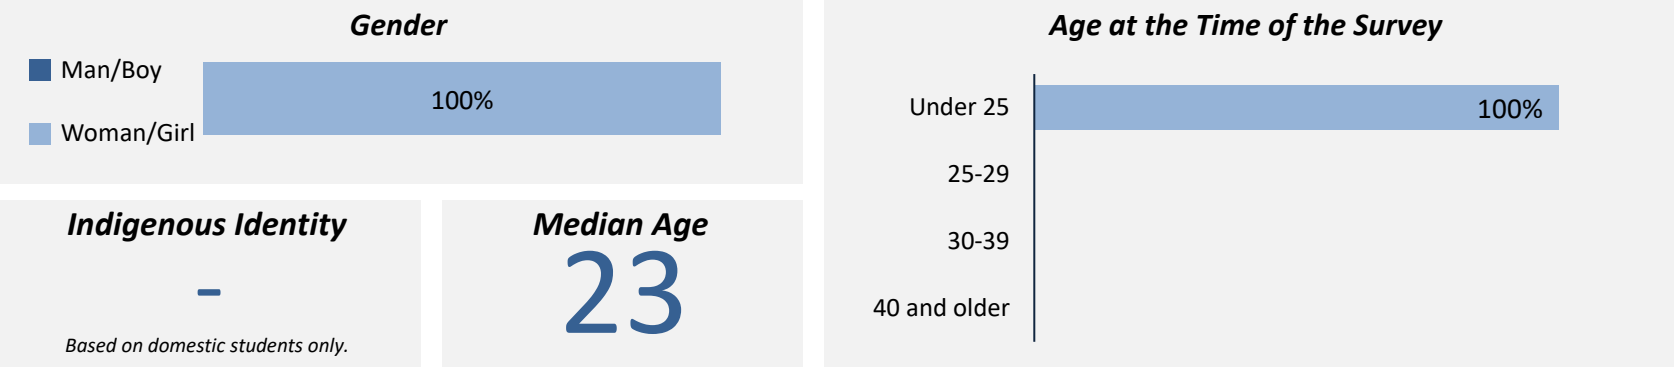 Gender
Man/Boy
Woman/Girl
100%
Indigenous Identity
-
Based on domestic students only.
Median Age
23
Age at the Time of the Survey
Under 25
100%
25-29
30-39
40 and older